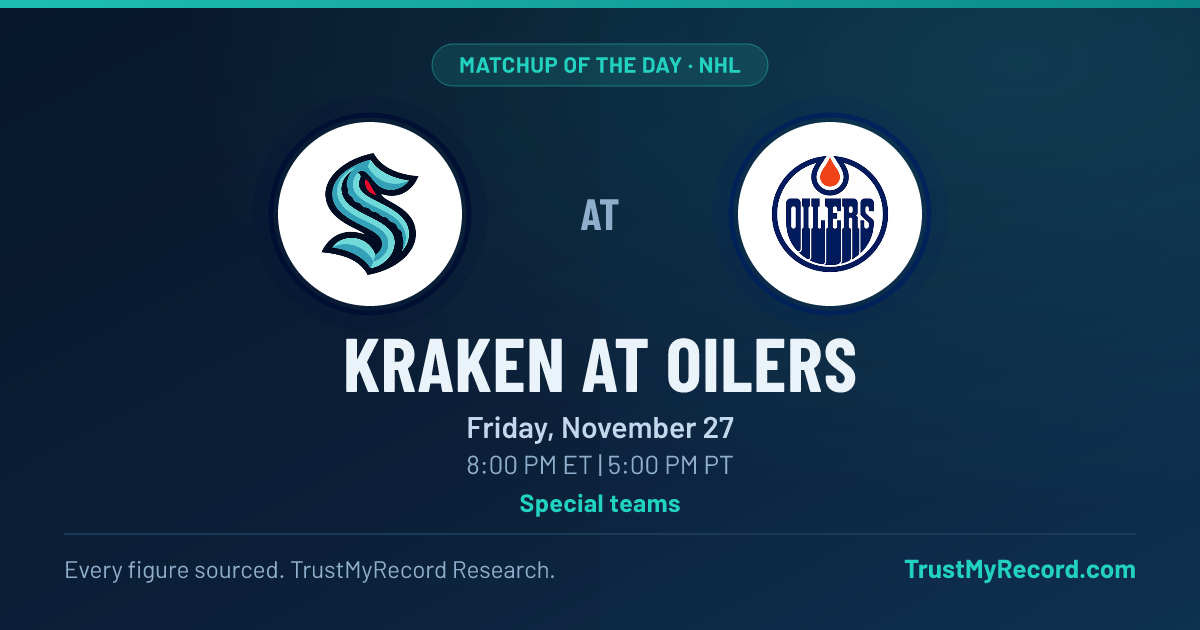 MATCHUP OF THE DAY · NHL
AT
OILERS
KRAKEN AT OILERS
Friday, November 27
8:00 PM ET | 5:00 PM PT
Special teams
Every figure sourced. TrustMyRecord Research.
TrustMyRecord.com